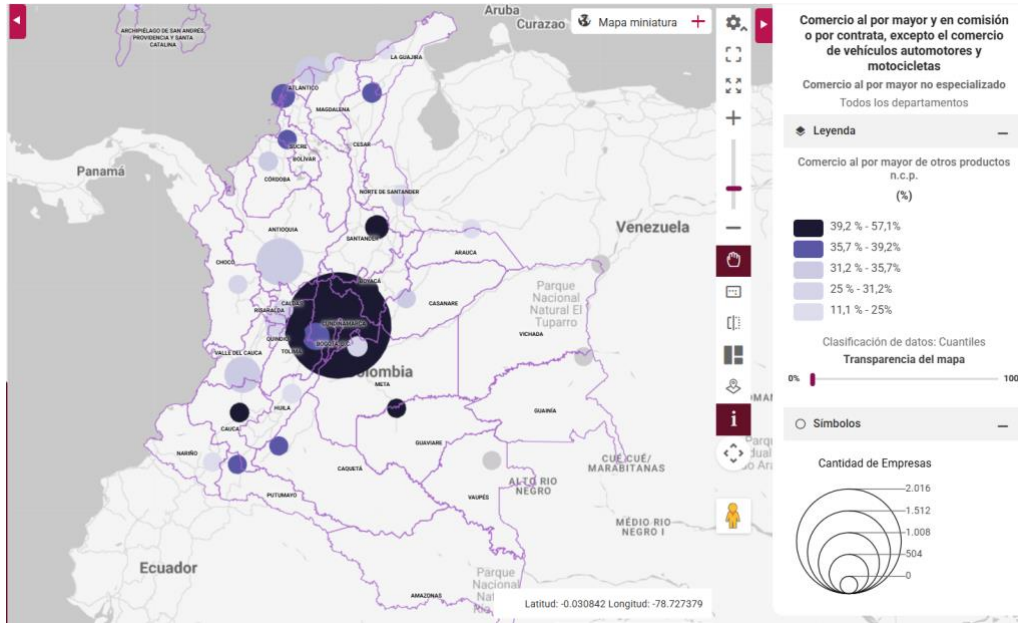 Aruba
Curazao
Mapa miniatura
ARCHIPIÉLAGO DE SAN ANDRÉS,
PROVIDENCIA Y SANTA
CATALINA
LA GUAJIRA
ATLÁNTICO
MAGDALENA
CESAR
SUCRE
BOLÍVAR
CÓRDOBA
Panamá
NORTE DE SANTANDER
ANTIOQUIA
SANTANDER
Venezuela
ARAUCA
CHOCÓ
BOYACÁ
CASANARE
Parque
Nacional
Natural El
Tuparro
CALDAS
RISARALDA
CUNDINAMARCA
VICHADA
QUINDÍO
BOGOTÁ, D.C.
VALLE DEL CAUCA
TOLIMA
olombia
META
HUILA
CAUCA
GUAINÍA
GUAVIARE
NARIÑO
CAQUETÁ
CUÉ CUÉ/
MARABITANAS
ALTO RIO
NEGRO
PUTUMAYO
VAUPÉS
MÉDIO RIO
NEGRO I
Ecuador
Parque
Nacional
AMAZONAS
Latitud: -0.030842 Longitud: -78.727379
Comercio al por mayor y en comisión
o por contrata, excepto el comercio
de vehículos automotores y
motocicletas
Comercio al por mayor no especializado
Todos los departamentos
Leyenda
Comercio al por mayor de otros productos
n.c.p.
(%)
39,2 % - 57,1%
35,7 % - 39,2%
31,2 % - 35,7%
25 % - 31,2%
11,1 % - 25%
Clasificación de datos: Cuantiles
Transparencia del mapa
0%
100
Símbolos
Cantidad de Empresas
2.016
1.512
1.008
504
0